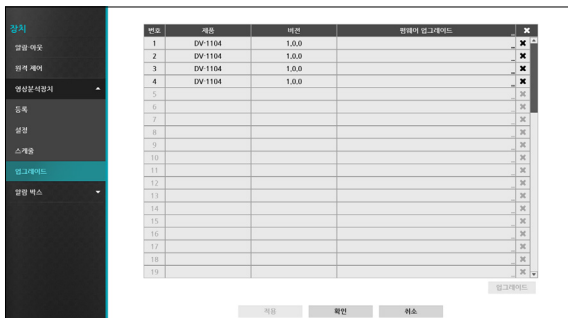 장치
알람-아웃
원격 제어
영상분석장치
등록
설정
스케줄
업그레이드
알람 박스
번호 제품 버전 펌웨어 업그레이드 ... ✖
1 DV-1104 1,0,0 ... ✖
2 DV-1104 1,0,0 ... ✖
3 DV-1104 1,0,0 ... ✖
4 DV-1104 1,0,0 ... ✖
5 ... ✖
6 ... ✖
7 ... ✖
8 ... ✖
9 ... ✖
10 ... ✖
11 ... ✖
12 ... ✖
13 ... ✖
14 ... ✖
15 ... ✖
16 ... ✖
17 ... ✖
18 ... ✖
19 ... ✖
업그레이드
적용 확인 취소